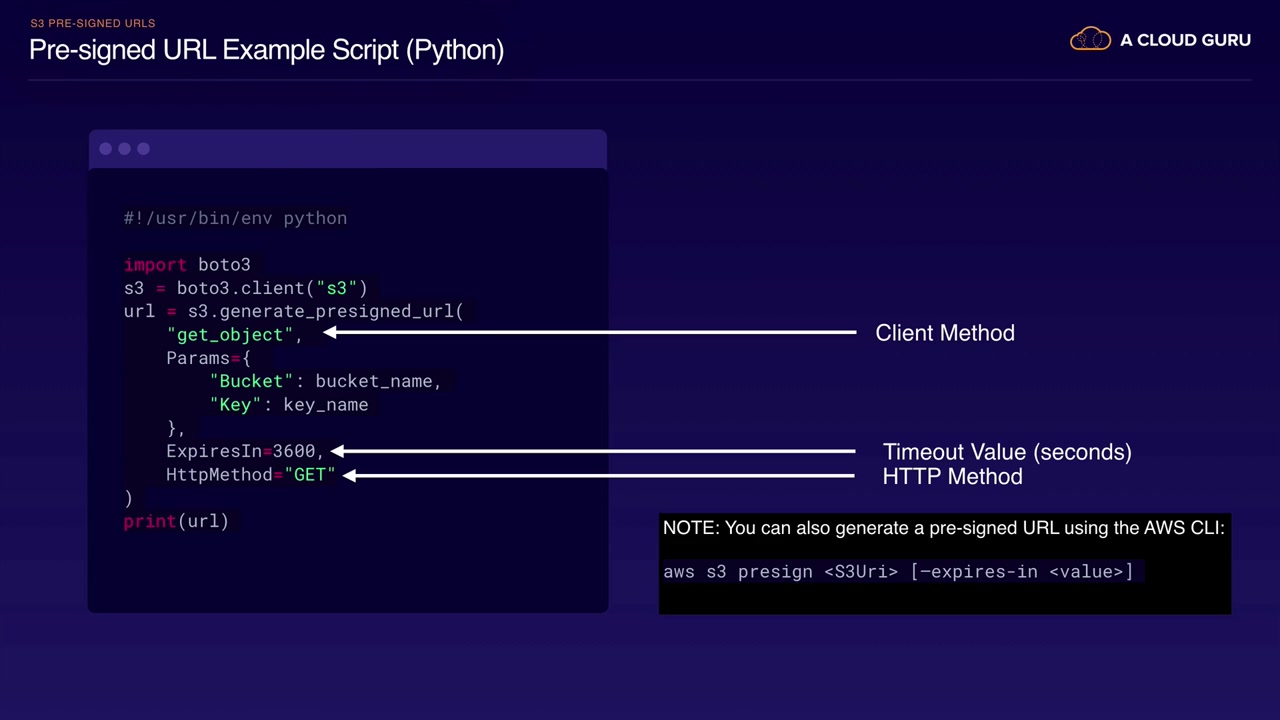 S3 PRE-SIGNED URLS
Pre-signed URL Example Script (Python)
A CLOUD GURU
#!/usr/bin/env python
import boto3
s3 = boto3.client("s3")
url = s3.generate_presigned_url(
"get_object",
Client Method
Params={
"Bucket": bucket_name,
"Key": key_name
},
ExpiresIn=3600,
Timeout Value (seconds)
HttpMethod="GET"
HTTP Method
)
print(url)
NOTE: You can also generate a pre-signed URL using the AWS CLI:
aws s3 presign <S3Uri> [—expires-in <value>]